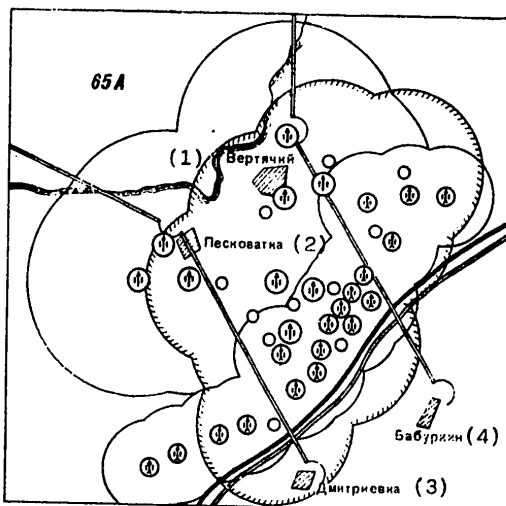 65А
(1)
Вертячий
Песковатка (2)
Бабуркин (4)
Дмитриевка (3)